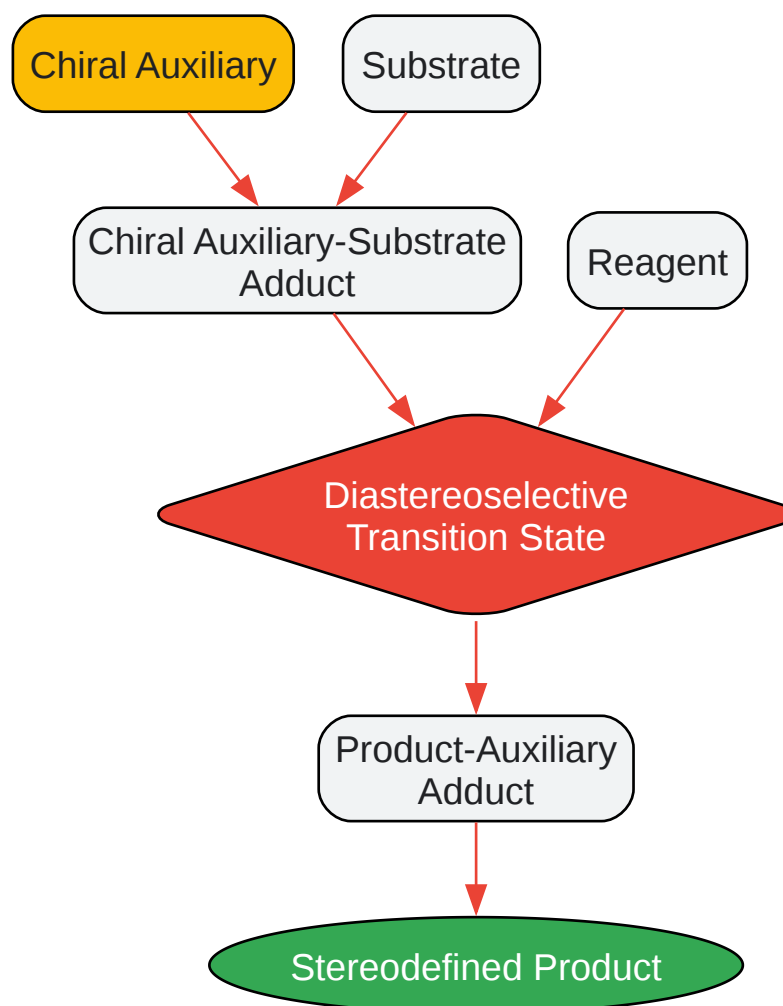 Chiral Auxiliary
Substrate
Chiral Auxiliary-Substrate
Adduct
Reagent
Diastereoselective
Transition State
Product-Auxiliary
Adduct
Stereodefined Product